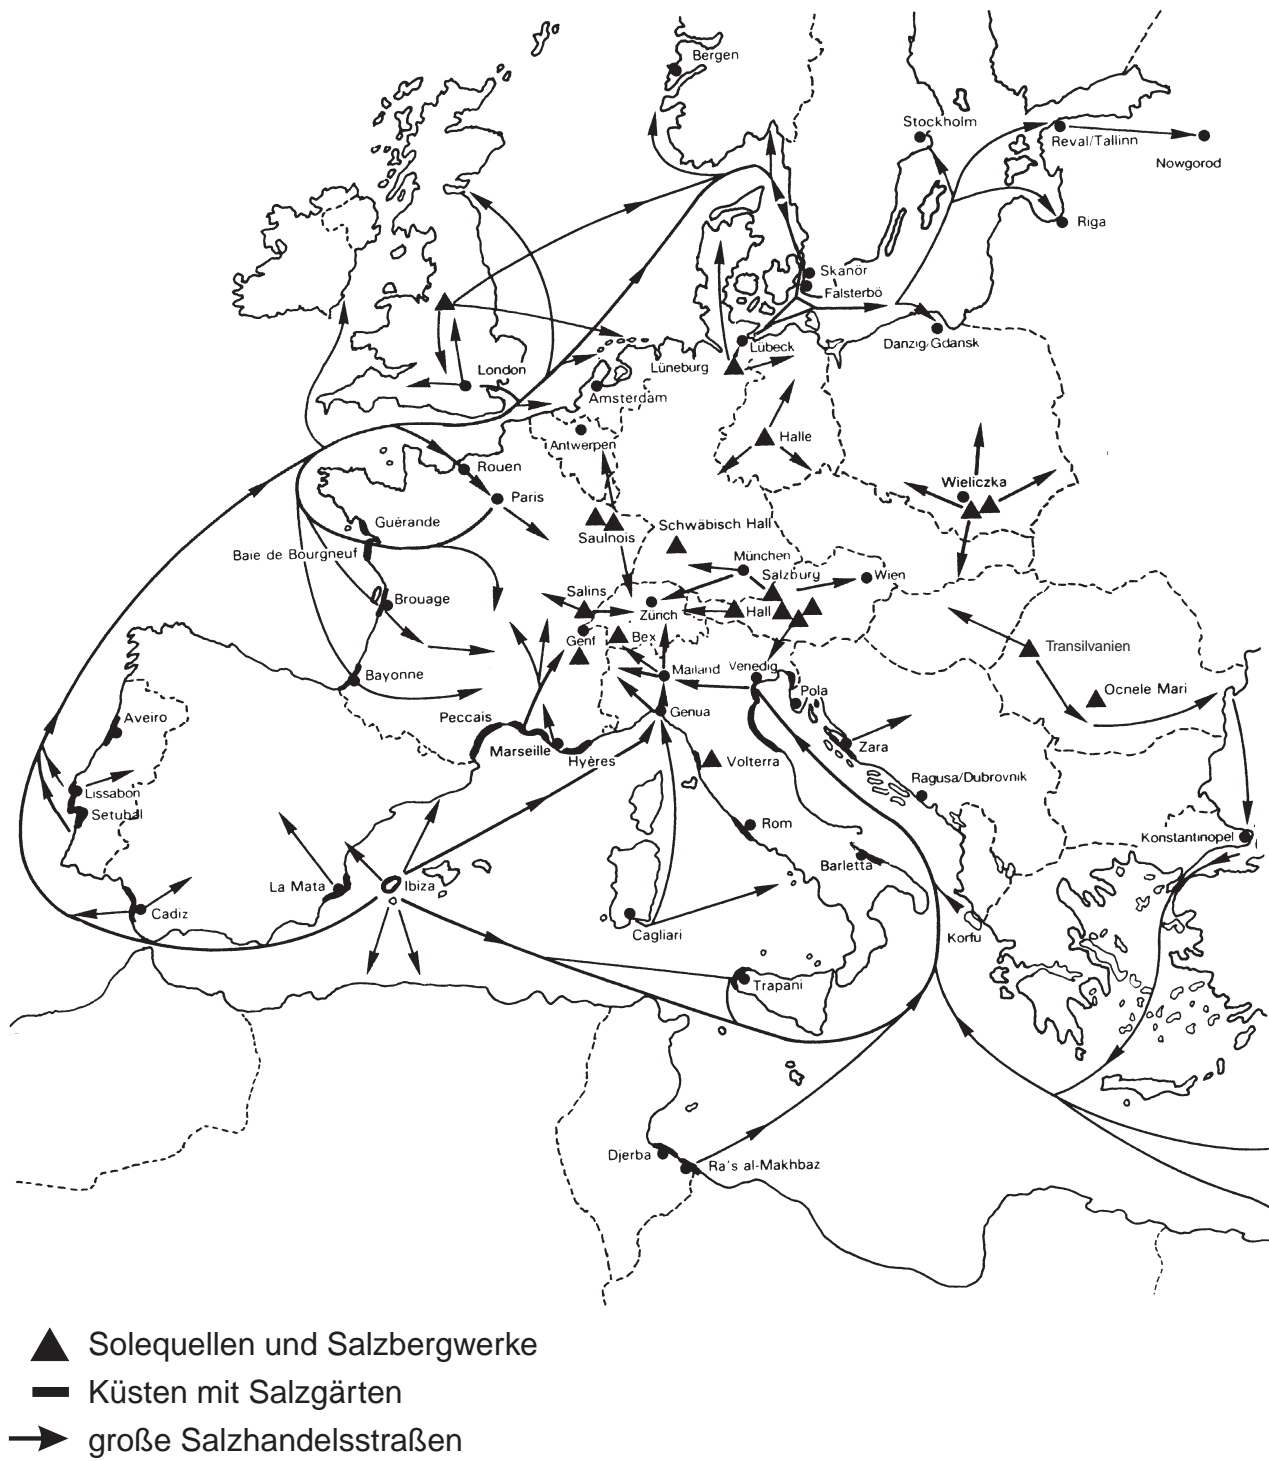 Bergen
Stockholm
Reval/Tallinn
Nowgorod
Riga
Skanör
Falsterbö
Danzig/Gdansk
Lübeck
Lüneburg
London
Amsterdam
Antwerpen
Halle
Rouen
Paris
Wieliczka
Guérande
Saulnois
Schwäbisch Hall
Baie de Bourgneuf
München
Salzburg
Wien
Brouage
Salins
Zürich
Hall
Genf
Bex
Transilvanien
Bayonne
Mailand
Venedig
Pola
Ocnele Mari
Aveiro
Peccais
Genua
Marseille
Hyères
Volterra
Zara
Lissabon
Ragusa/Dubrovnik
Setubal
Rom
Konstantinopel
La Mata
Ibiza
Barletta
Cadiz
Cagliari
Korfu
Trapani
Djerba
Ra's al-Makhbaz
Solequellen und Salzbergwerke
Küsten mit Salzgärten
große Salzhandelsstraßen